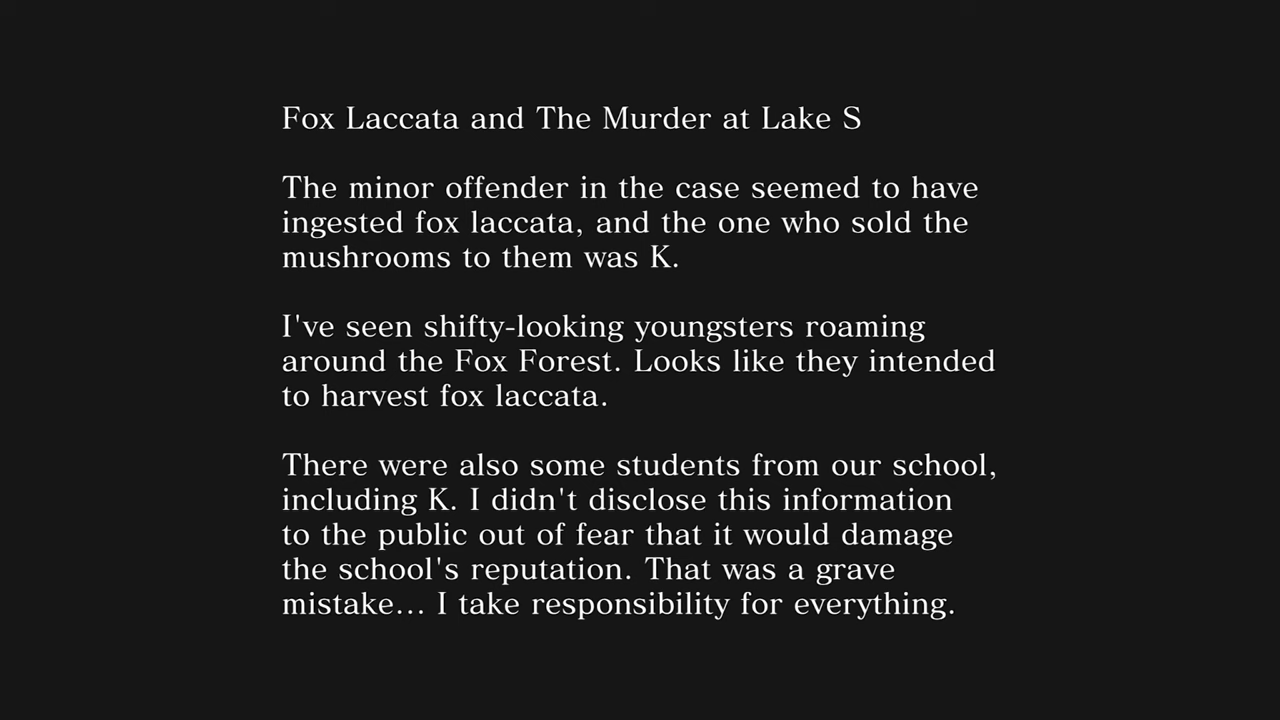 Fox Laccata and The Murder at Lake S
The minor offender in the case seemed to have
ingested fox laccata, and the one who sold the
mushrooms to them was K.
I've seen shifty-looking youngsters roaming
around the Fox Forest. Looks like they intended
to harvest fox laccata.
There were also some students from our school,
including K. I didn't disclose this information
to the public out of fear that it would damage
the school's reputation. That was a grave
mistake... I take responsibility for everything.